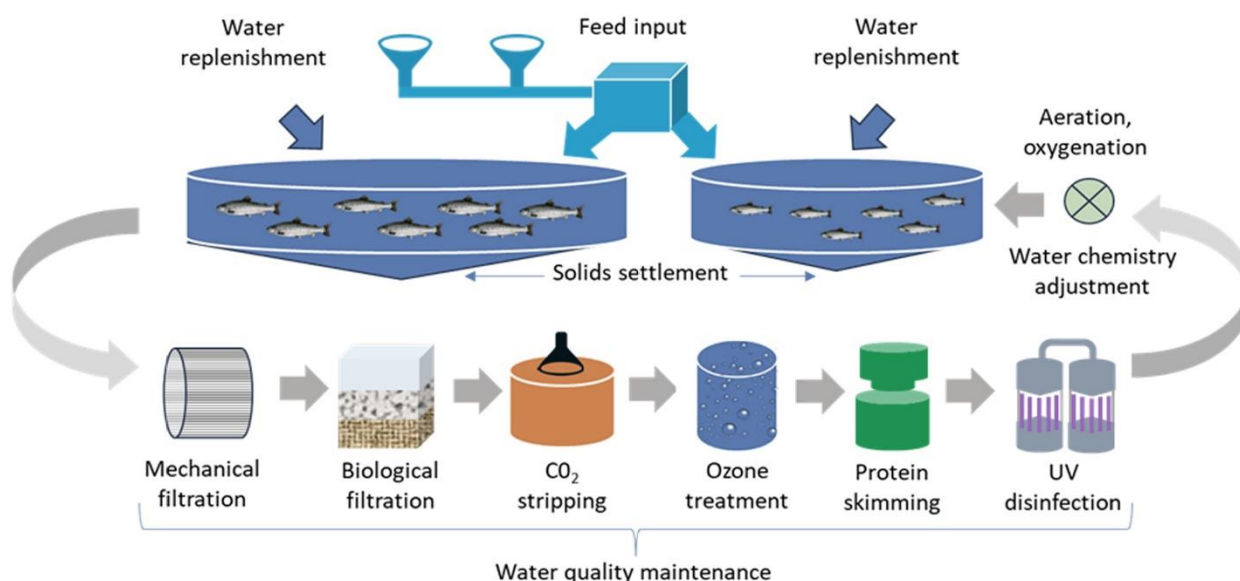 Water
replenishment
Feed input
Water
replenishment
Aeration,
oxygenation
Solids settlement
Water chemistry
adjustment
Mechanical
filtration
Biological
filtration
C0₂
stripping
Ozone
treatment
Protein
skimming
UV
disinfection
Water quality maintenance